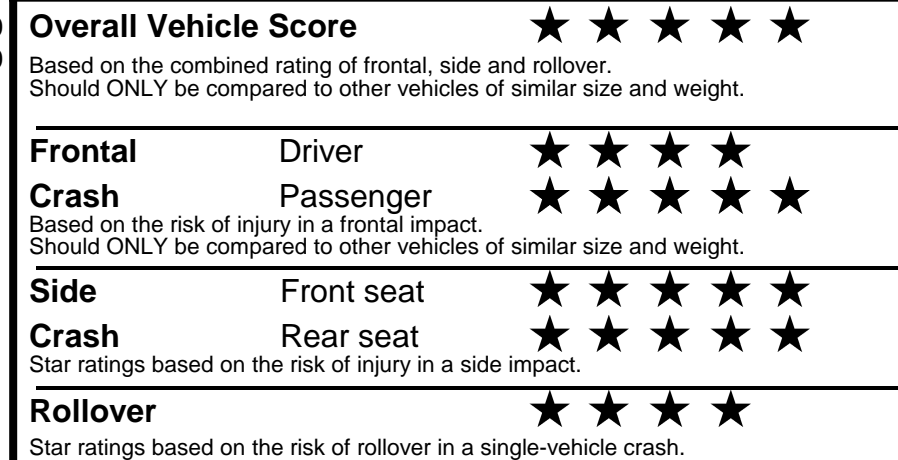 Overall Vehicle Score ★ ★ ★ ★ ★
Based on the combined rating of frontal, side and rollover.
Should ONLY be compared to other vehicles of similar size and weight.
Frontal Driver ★ ★ ★ ★
Crash Passenger ★ ★ ★ ★ ★
Based on the risk of injury in a frontal impact.
Should ONLY be compared to other vehicles of similar size and weight.
Side Front seat ★ ★ ★ ★ ★
Crash Rear seat ★ ★ ★ ★ ★
Star ratings based on the risk of injury in a side impact.
Rollover ★ ★ ★ ★
Star ratings based on the risk of rollover in a single-vehicle crash.